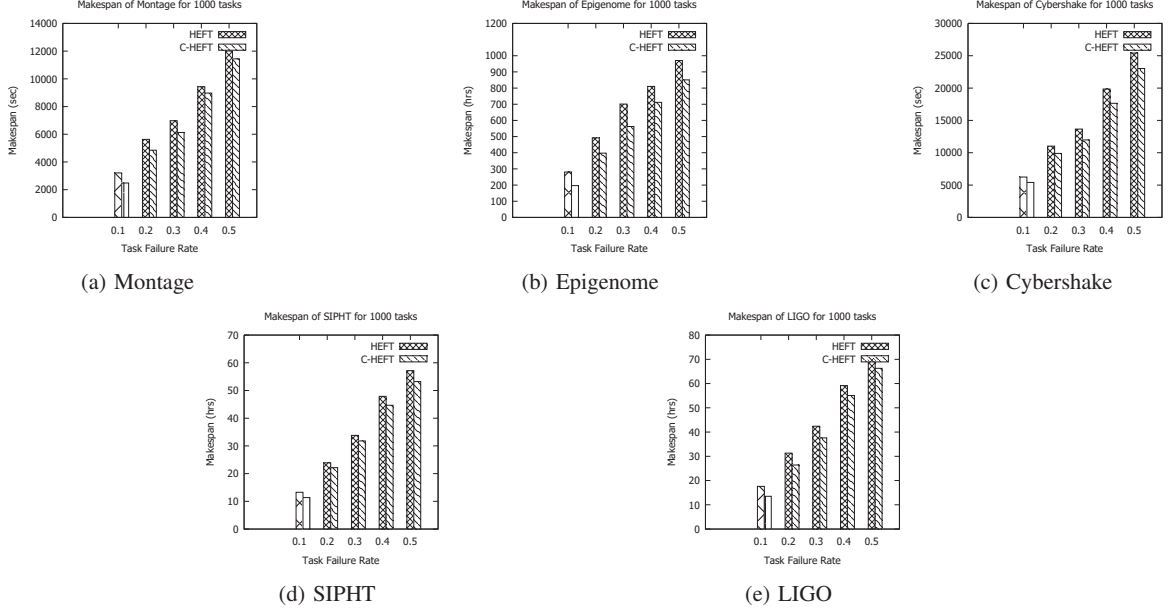 Makespan of Montage for 1000 tasks
14000
12000
10000
8000
6000
4000
2000
0
Makespan (sec)
HEFT
C-HEFT
0.1 0.2 0.3 0.4 0.5
Task Failure Rate
(a) Montage
Makespan of Epigenome for 1000 tasks
1200
1100
1000
900
800
700
600
500
400
300
200
100
0
Makespan (hrs)
HEFT
C-HEFT
0.1 0.2 0.3 0.4 0.5
Task Failure Rate
(b) Epigenome
Makespan of Cybershake for 1000 tasks
30000
25000
20000
15000
10000
5000
0
Makespan (sec)
HEFT
C-HEFT
0.1 0.2 0.3 0.4 0.5
Task Failure Rate
(c) Cybershake
Makespan of SIPHT for 1000 tasks
70
60
50
40
30
20
10
0
Makespan (hrs)
HEFT
C-HEFT
0.1 0.2 0.3 0.4 0.5
Task Failure Rate
(d) SIPHT
Makespan of LIGO for 1000 tasks
80
70
60
50
40
30
20
10
0
Makespan (hrs)
HEFT
C-HEFT
0.1 0.2 0.3 0.4 0.5
Task Failure Rate
(e) LIGO